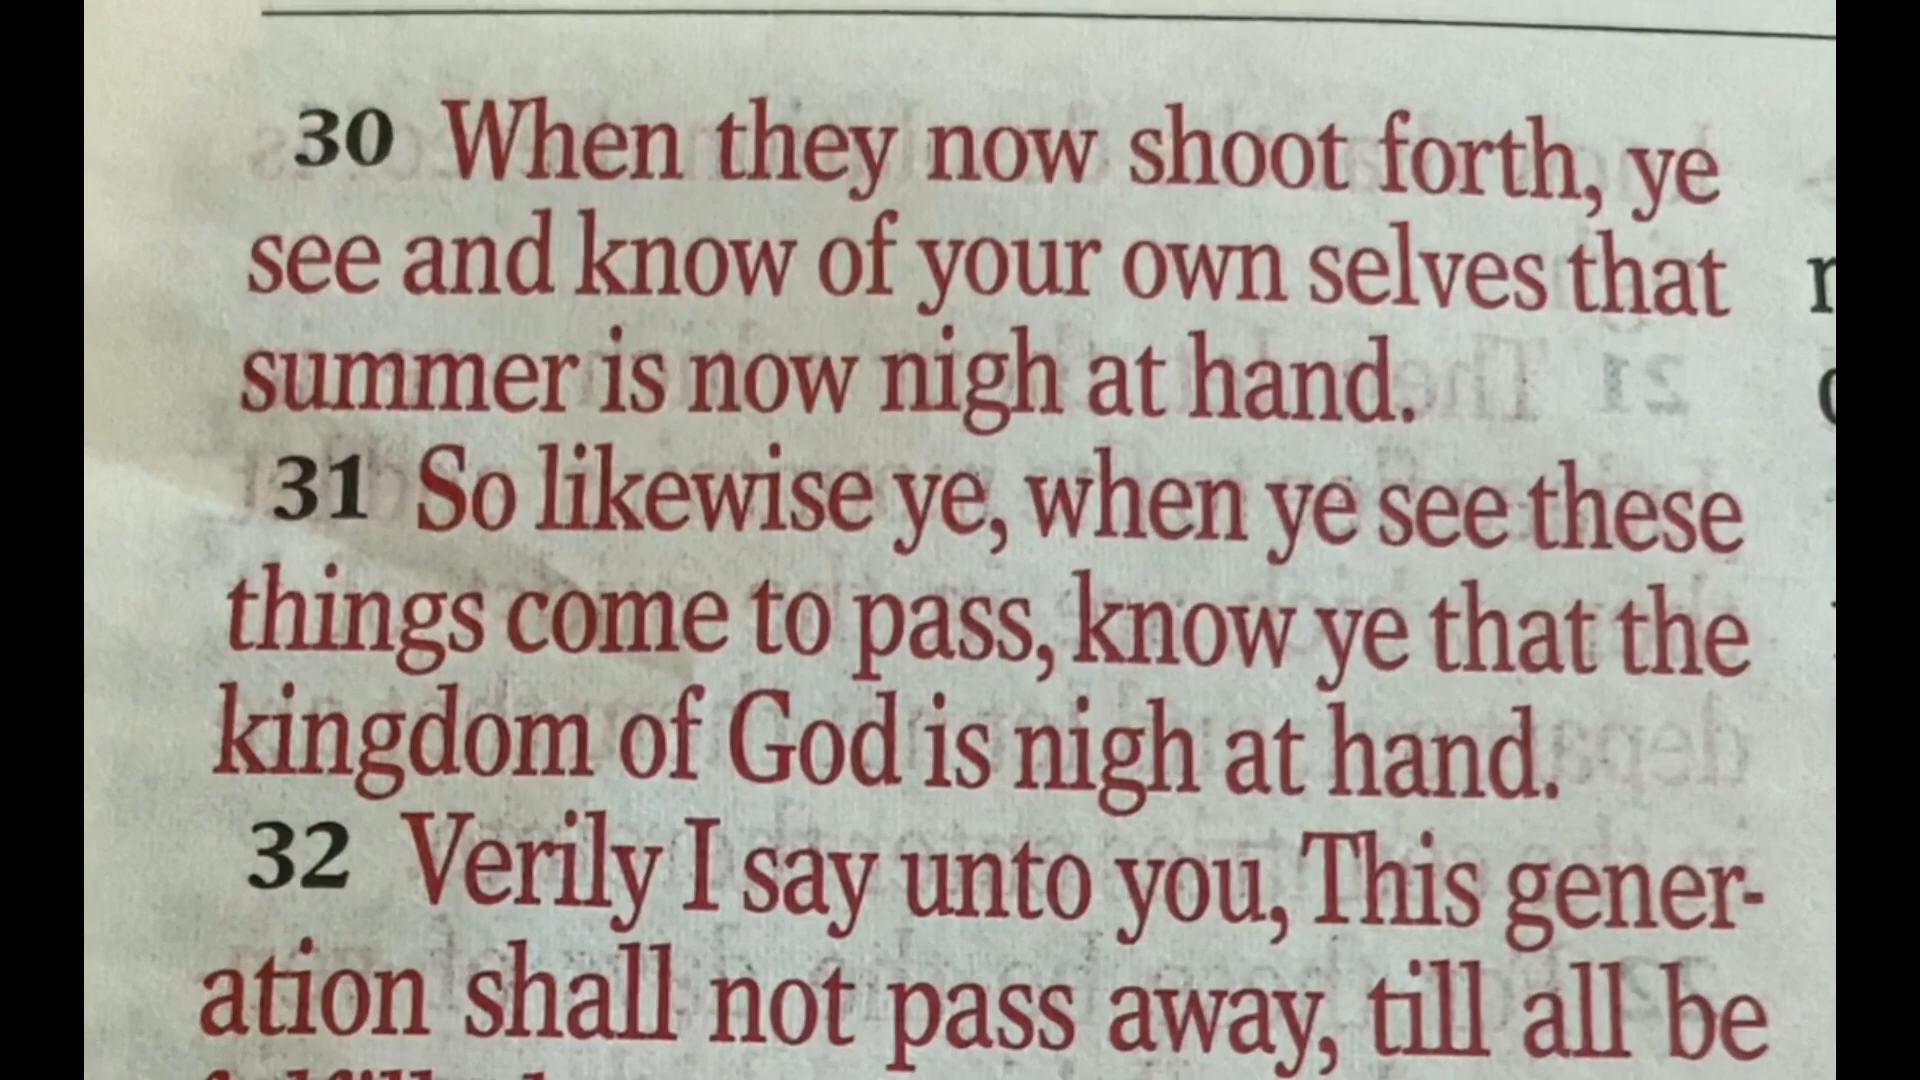 30 When they now shoot forth, ye
see and know of your own selves that
summer is now nigh at hand.
31 So likewise ye, when ye see these
things come to pass, know ye that the
kingdom of God is nigh at hand.
32 Verily I say unto you, This gener-
ation shall not pass away, till all be